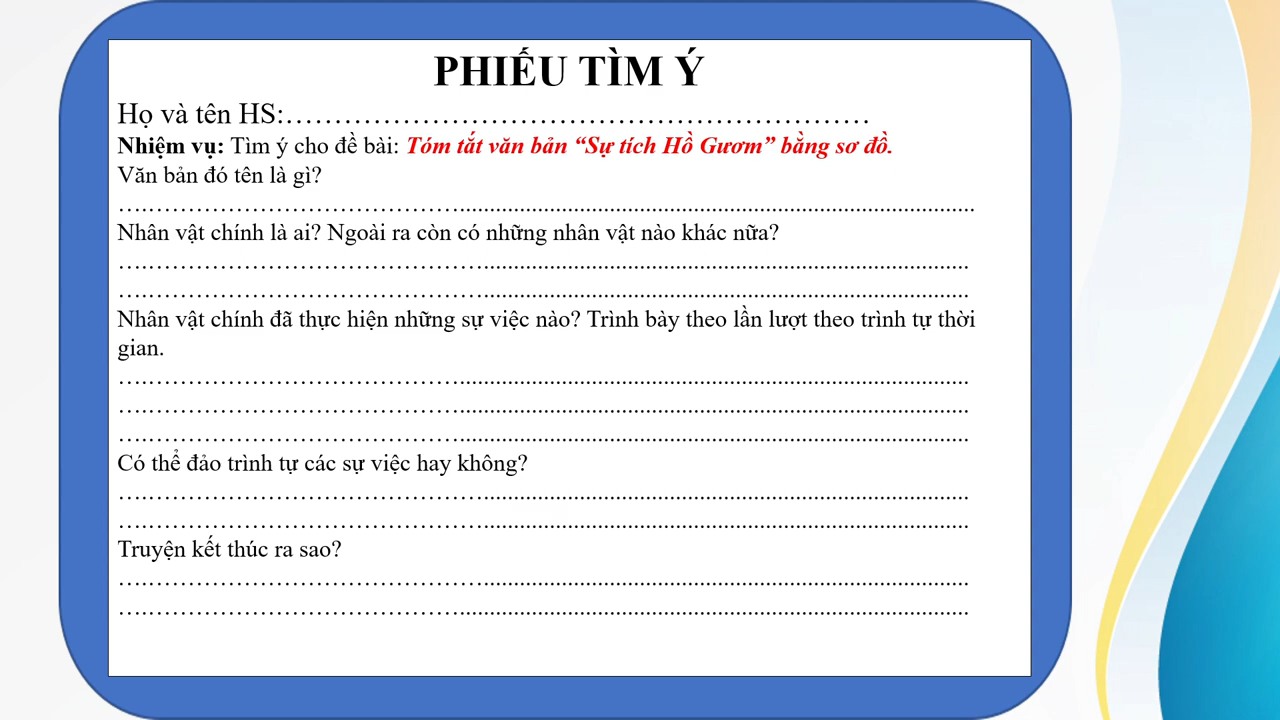 PHIẾU TÌM Ý
Họ và tên HS:……………………………………………………
Nhiệm vụ: Tìm ý cho đề bài: Tóm tắt văn bản “Sự tích Hồ Gươm” bằng sơ đồ.
Văn bản đó tên là gì?
………………………………………......................................................................................
Nhân vật chính là ai? Ngoài ra còn có những nhân vật nào khác nữa?
………………………………………….................................................................................
………………………………………….................................................................................
Nhân vật chính đã thực hiện những sự việc nào? Trình bày theo lần lượt theo trình tự thời
gian.
……………………………………….....................................................................................
……………………………………….....................................................................................
……………………………………….....................................................................................
Có thể đảo trình tự các sự việc hay không?
………………………………………….................................................................................
………………………………………….................................................................................
Truyện kết thúc ra sao?
…………………………………………..................................................................................
……………………………………….....................................................................................